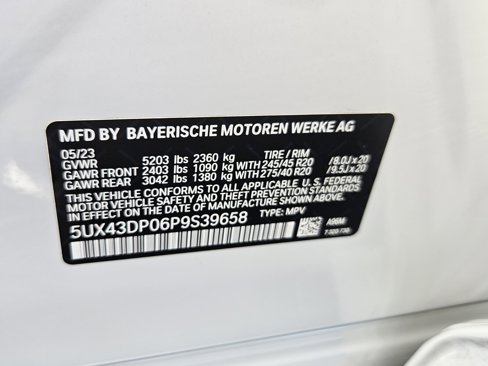 MFD BY BAYERISCHE MOTOREN WERKE AG
05/23 TIRE / RIM
GVWR 5203 lbs 2360 kg
GAWR FRONT 2403 lbs 1090 kg WITH 245/45 R20 / 8.0J x 20
GAWR REAR 3042 lbs 1380 kg WITH 275/40 R20 / 9.5J x 20
THIS VEHICLE CONFORMS TO ALL APPLICABLE U. S. FEDERAL
MOTOR VEHICLE SAFETY, BUMPER, AND THEFT PREVENTION STANDARDS
IN EFFECT ON THE DATE OF MANUFACTURE SHOWN ABOVE.
5UX43DP06P9S39658 TYPE: MPV
A96M